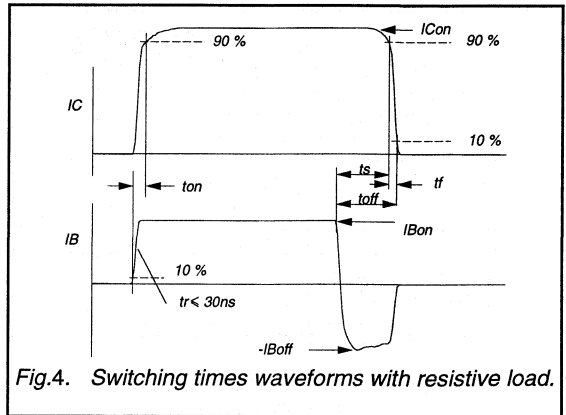 ICon
90 %
90 %
IC
10 %
ton
ts
tf
toff
IB
IBon
10 %
tr⩽ 30ns
-IBoff
Fig.4. Switching times waveforms with resistive load.